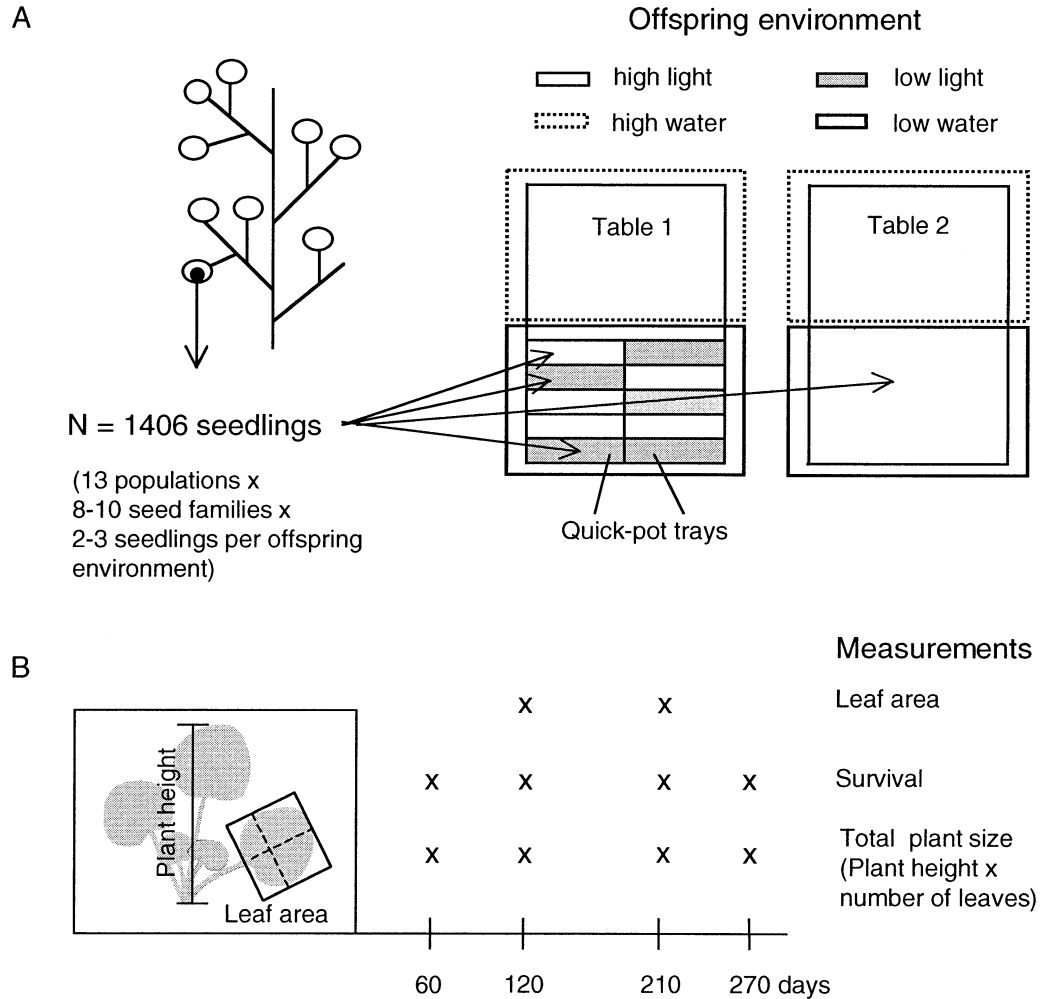 A
Offspring environment
high light
low light
high water
low water
Table 1
Table 2
N = 1406 seedlings
(13 populations x
8-10 seed families x
2-3 seedlings per offspring
environment)
Quick-pot trays
B
Measurements
Plant height
Leaf area
x x
Leaf area
x x x x
Survival
x x x x
Total plant size
(Plant height x
number of leaves)
60 120 210 270 days